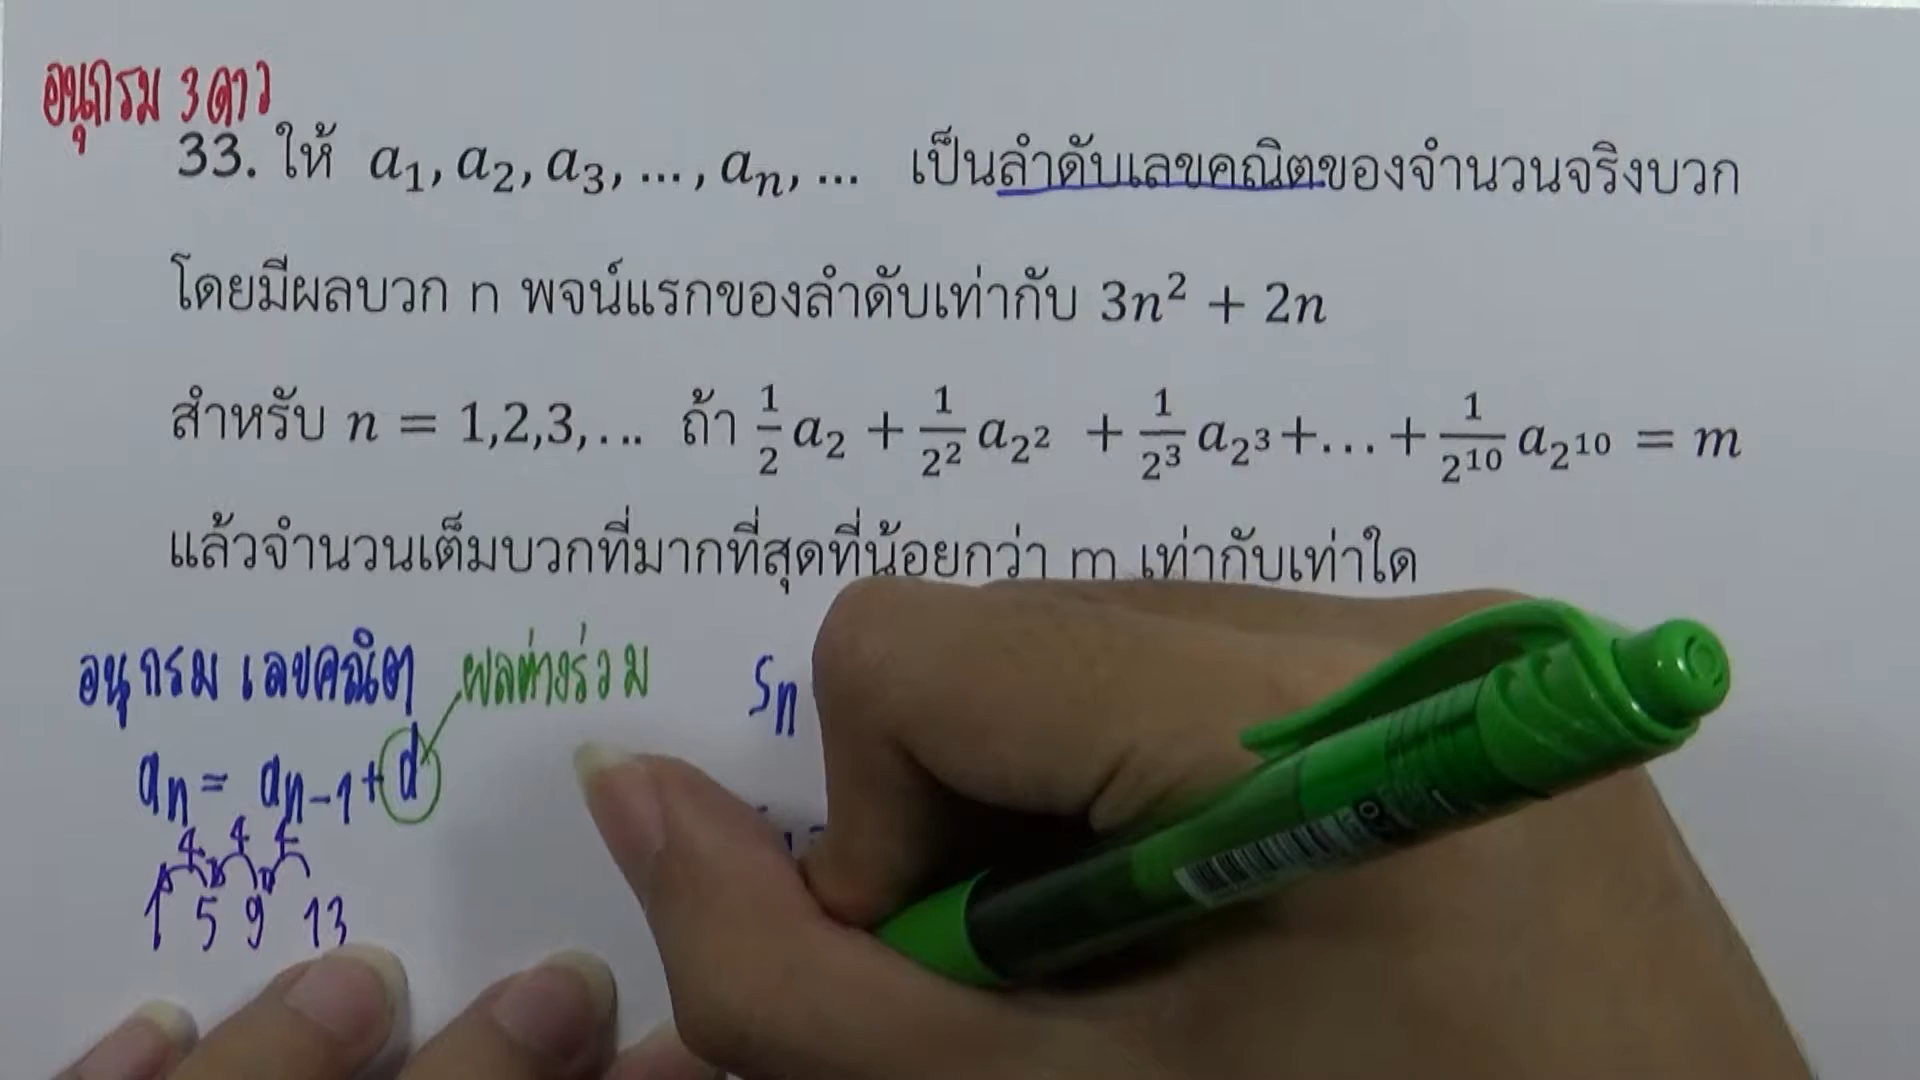 อนุกรม 3 ดาว
33. ให้ a₁, a₂, a₃, ..., aₙ, ... เป็นลำดับเลขคณิตของจำนวนจริงบวก
โดยมีผลบวก n พจน์แรกของลำดับเท่ากับ 3n² + 2n
สำหรับ n = 1,2,3,... ถ้า 1/2 a₂ + 1/2² a_{2²} + 1/2³ a_{2³} +...+ 1/2¹⁰ a_{2¹⁰} = m
แล้วจำนวนเต็มบวกที่มากที่สุดที่น้อยกว่า m เท่ากับเท่าใด
อนุกรม เลขคณิต ผลต่างร่วม Sn
an = an-1 + d
4 4 4
1 5 9 13